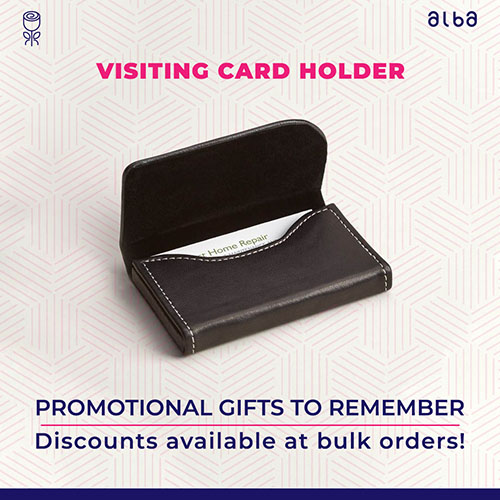 alba
VISITING CARD HOLDER
r Home Repair
PROMOTIONAL GIFTS TO REMEMBER
Discounts available at bulk orders!